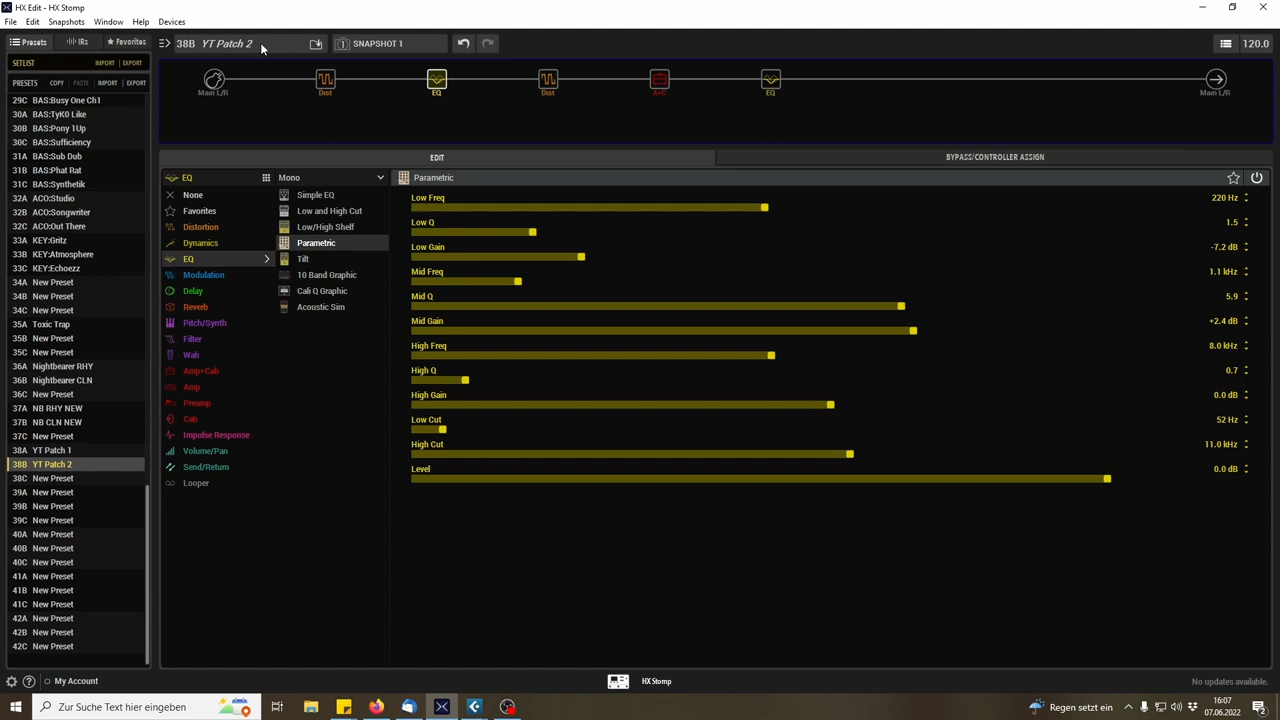 HX Edit - HX Stomp
File Edit Snapshots Window Help Devices
Presets IRs Favorites 38B YT Patch 2 1 SNAPSHOT 1 120.0
SETLIST IMPORT EXPORT
PRESETS COPY PASTE IMPORT EXPORT
Main L/R Dist EQ Dist A+C EQ Main L/R
29C BAS:Busy One Ch1
30A BAS:TyK0 Like
30B BAS:Pony 1Up
30C BAS:Sufficiency
31A BAS:Sub Dub
31B BAS:Phat Rat
31C BAS:Synthetik
32A ACO:Studio
32B ACO:Songwriter
32C ACO:Out There
33A KEY:Gritz
33B KEY:Atmosphere
33C KEY:Echoezz
34A New Preset
34B New Preset
34C New Preset
35A Toxic Trap
35B New Preset
35C New Preset
36A Nightbearer RHY
36B Nightbearer CLN
36C New Preset
37A NB RHY NEW
37B NB CLN NEW
37C New Preset
38A YT Patch 1
38B YT Patch 2
38C New Preset
39A New Preset
39B New Preset
39C New Preset
40A New Preset
40B New Preset
40C New Preset
41A New Preset
41B New Preset
41C New Preset
42A New Preset
42B New Preset
42C New Preset
EDIT BYPASS/CONTROLLER ASSIGN
EQ Mono Parametric
None
Favorites
Distortion
Dynamics
EQ
Modulation
Delay
Reverb
Pitch/Synth
Filter
Wah
Amp+Cab
Amp
Preamp
Cab
Impulse Response
Volume/Pan
Send/Return
Looper
Simple EQ
Low and High Cut
Low/High Shelf
Parametric
Tilt
10 Band Graphic
Cali Q Graphic
Acoustic Sim
Low Freq 220 Hz
Low Q 1.5
Low Gain -7.2 dB
Mid Freq 1.1 kHz
Mid Q 5.9
Mid Gain +2.4 dB
High Freq 8.0 kHz
High Q 0.7
High Gain 0.0 dB
Low Cut 52 Hz
High Cut 11.0 kHz
Level 0.0 dB
My Account HX Stomp No updates available.
Zur Suche Text hier eingeben Regen setzt ein 16:07
07.06.2022 2